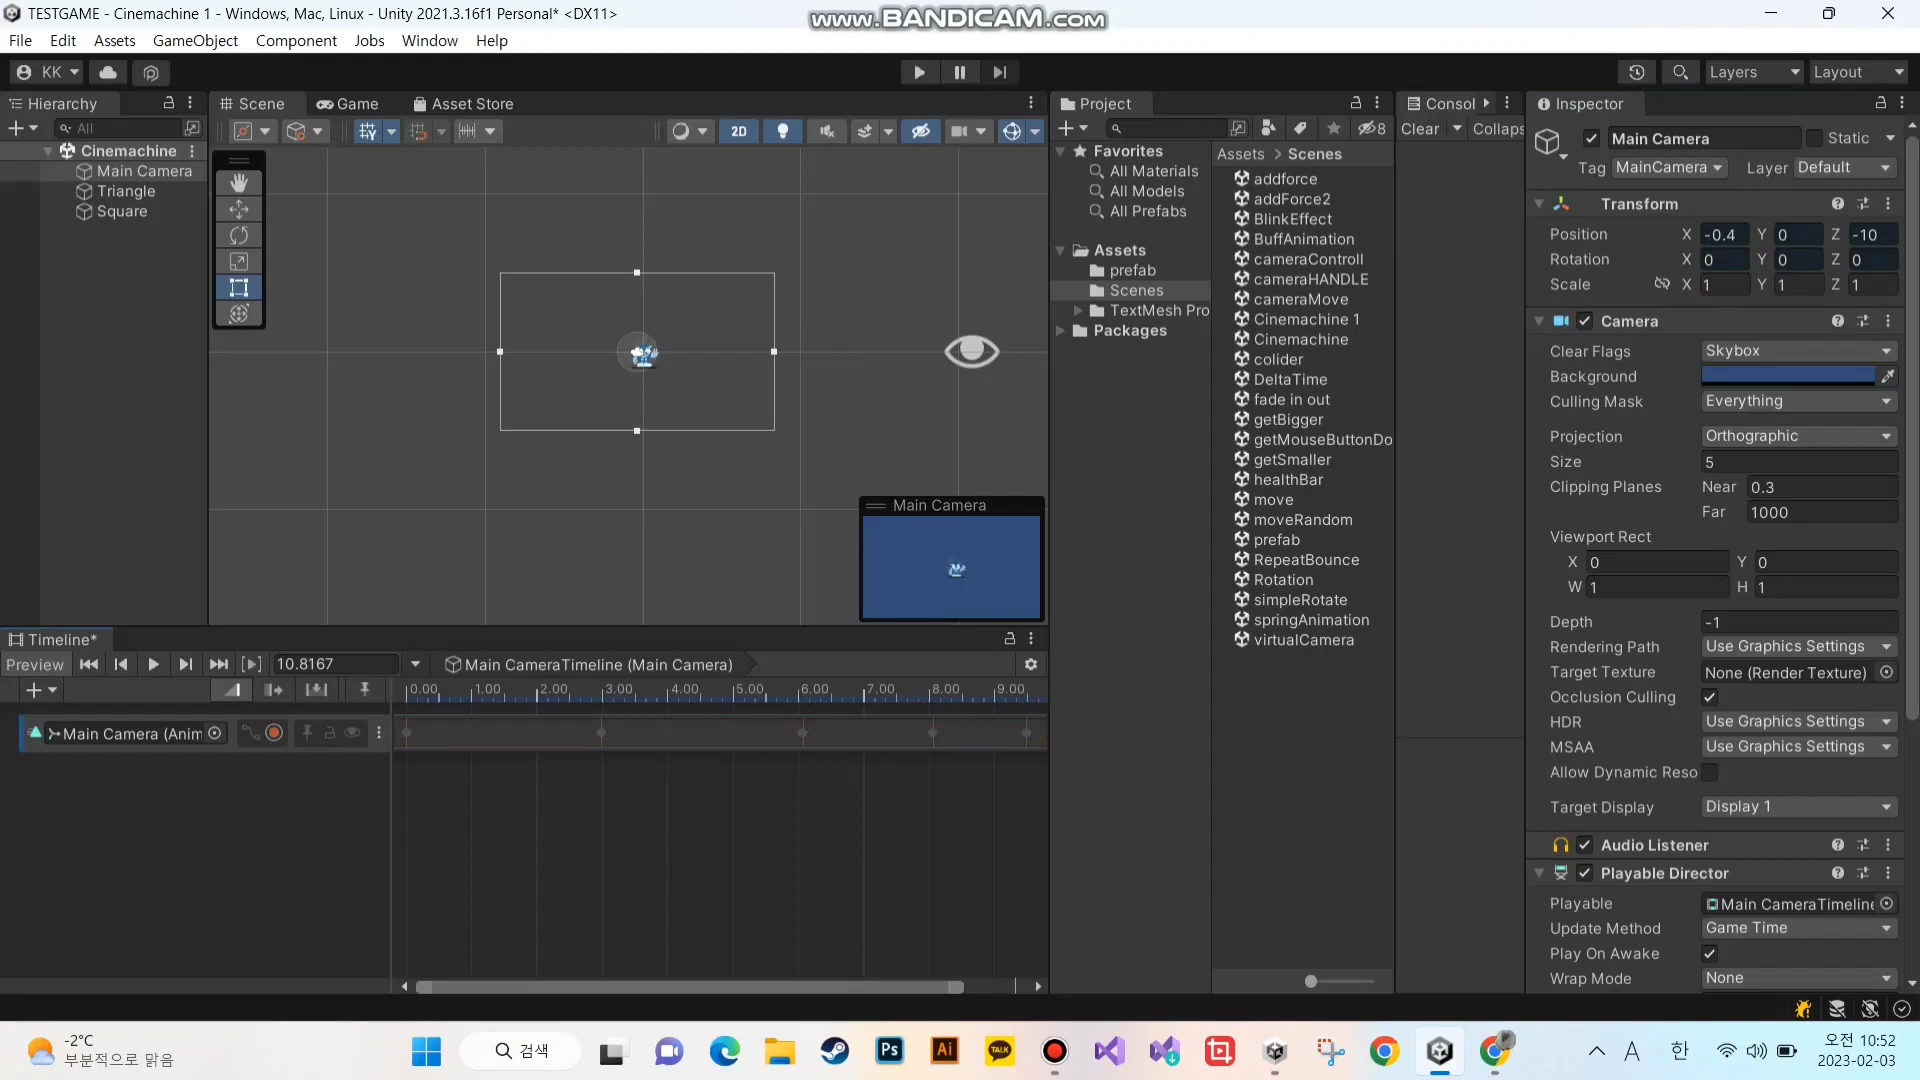 TESTGAME - Cinemachine 1 - Windows, Mac, Linux - Unity 2021.3.16f1 Personal* <DX11>
www.BANDICAM.com
File Edit Assets GameObject Component Jobs Window Help
KK
Layers
Layout
Hierarchy
Scene
Game
Asset Store
Project
Consol
Inspector
All
2D
8
Clear
Collaps
Cinemachine
Main Camera
Triangle
Square
Main Camera
Favorites
All Materials
All Models
All Prefabs
Assets
prefab
Scenes
TextMesh Pro
Packages
Assets > Scenes
addforce
addForce2
BlinkEffect
BuffAnimation
cameraControll
cameraHANDLE
cameraMove
Cinemachine 1
Cinemachine
colider
DeltaTime
fade in out
getBigger
getMouseButtonDo
getSmaller
healthBar
move
moveRandom
prefab
RepeatBounce
Rotation
simpleRotate
springAnimation
virtualCamera
Main Camera
Static
Tag MainCamera Layer Default
Transform
Position X -0.4 Y 0 Z -10
Rotation X 0 Y 0 Z 0
Scale X 1 Y 1 Z 1
Camera
Clear Flags Skybox
Background
Culling Mask Everything
Projection Orthographic
Size 5
Clipping Planes Near 0.3
Far 1000
Viewport Rect
X 0 Y 0
W 1 H 1
Depth -1
Rendering Path Use Graphics Settings
Target Texture None (Render Texture)
Occlusion Culling
HDR Use Graphics Settings
MSAA Use Graphics Settings
Allow Dynamic Reso
Target Display Display 1
Audio Listener
Playable Director
Playable Main CameraTimeline
Update Method Game Time
Play On Awake
Wrap Mode None
Timeline*
Preview 10.8167 Main CameraTimeline (Main Camera)
0.00 1.00 2.00 3.00 4.00 5.00 6.00 7.00 8.00 9.00
Main Camera (Anim
-2°C
부분적으로 맑음
검색
Ps
Ai
TALK
A
한
오전 10:52
2023-02-03